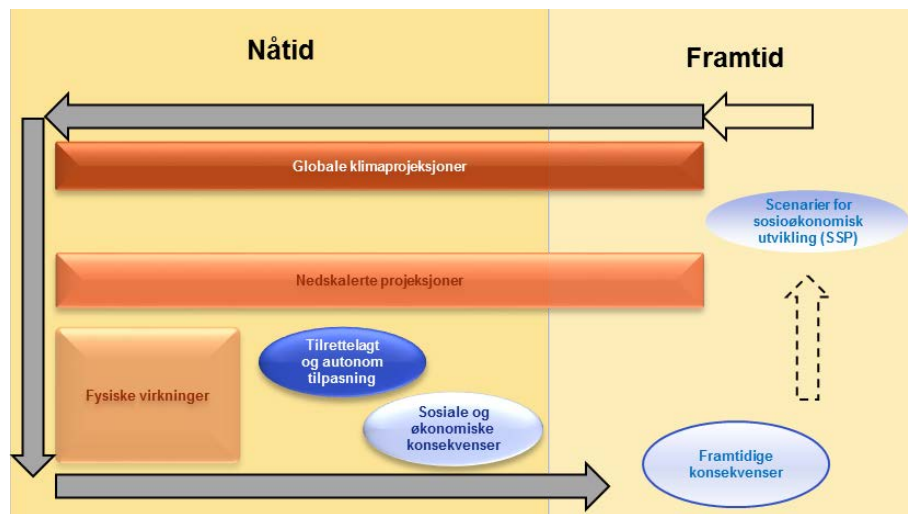 Nåtid
Framtid
Globale klimaprojeksjoner
Scenarier for
sosioøkonomisk
utvikling (SSP)
Nedskalerte projeksjoner
Tilrettelagt
og autonom
tilpasning
Fysiske virkninger
Sosiale og
økonomiske
konsekvenser
Framtidige
konsekvenser